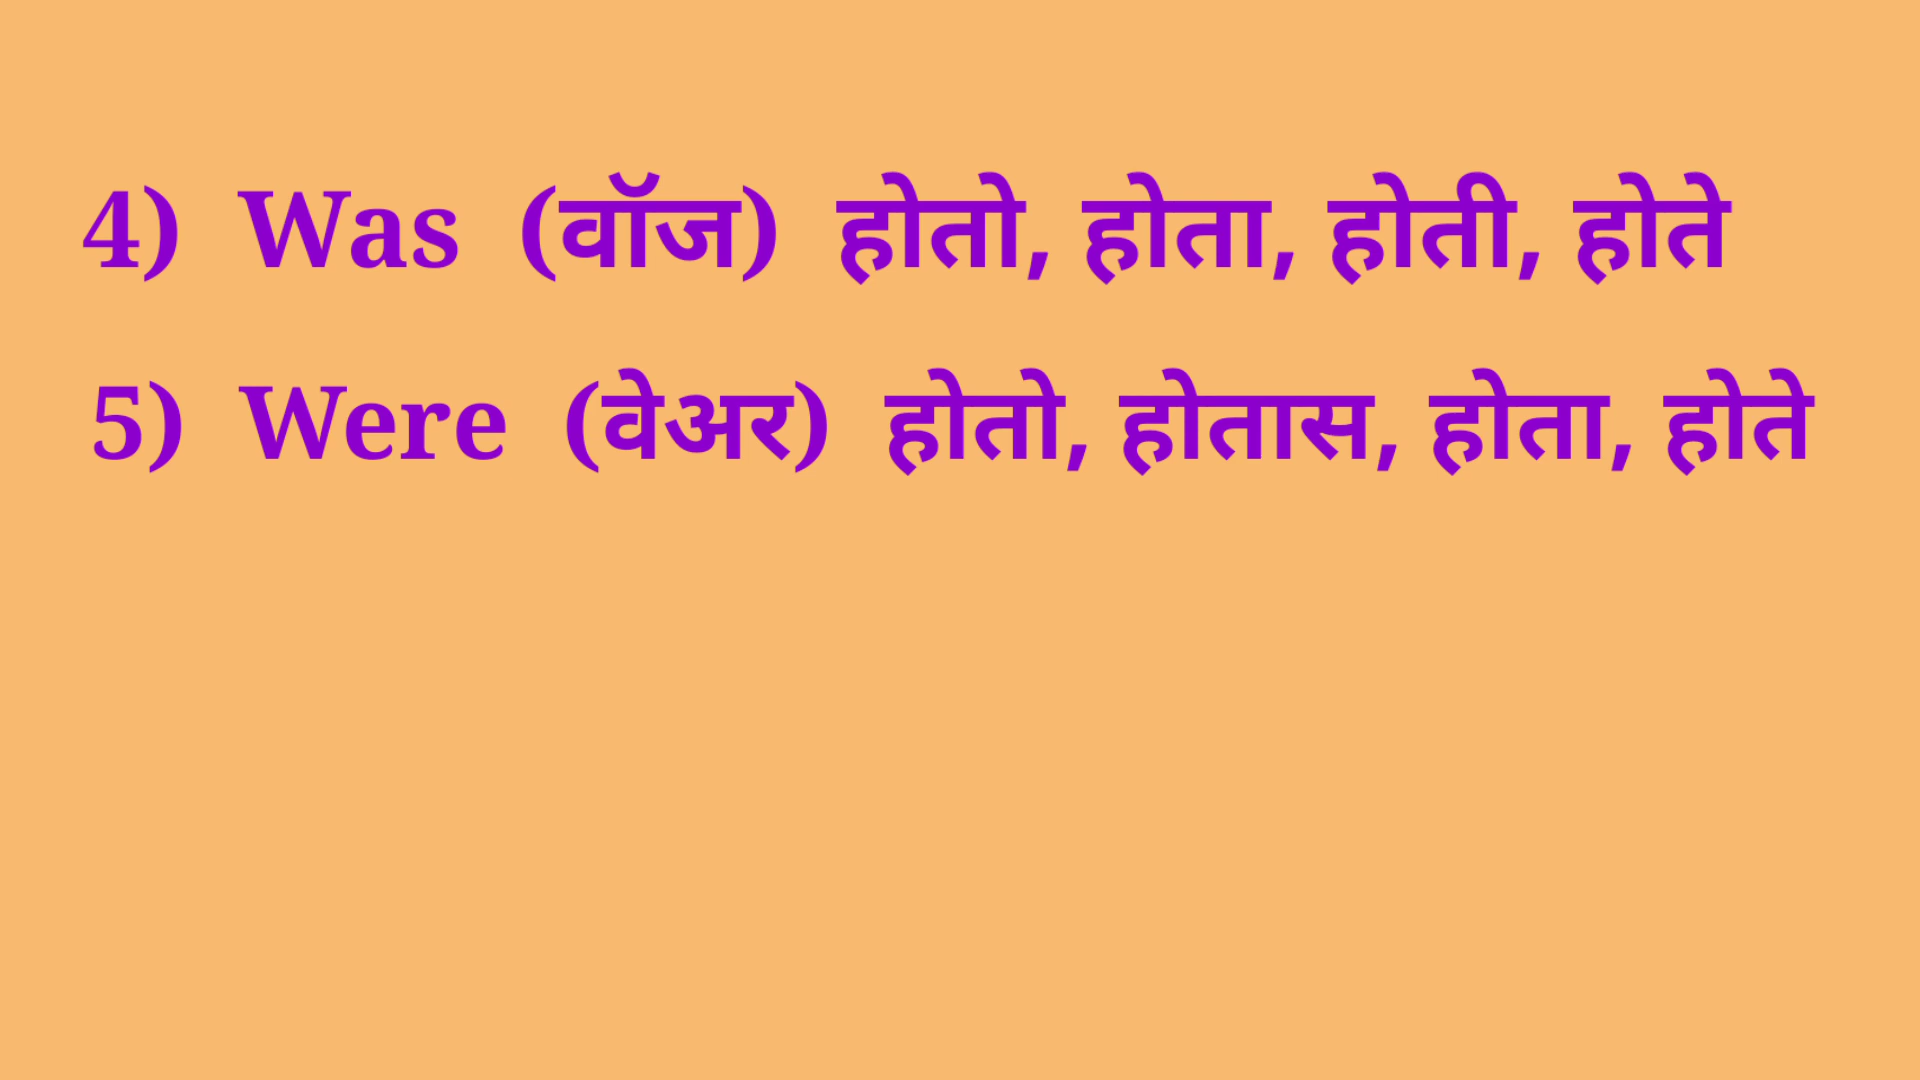 4) Was (वॉज) होतो, होता, होती, होते
5) Were (वेअर) होतो, होतास, होता, होते